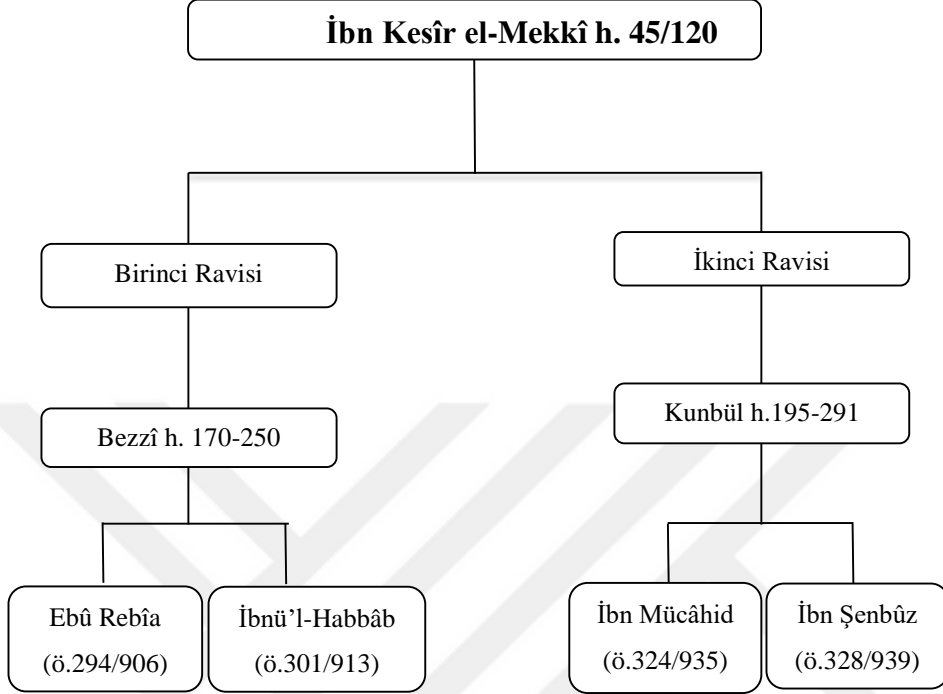 İbn Kesîr el-Mekkî h. 45/120
Birinci Ravisi
İkinci Ravisi
Bezzî h. 170-250
Kunbül h.195-291
Ebû Rebîa
(ö.294/906)
İbnü’l-Habbâb
(ö.301/913)
İbn Mücâhid
(ö.324/935)
İbn Şenbûz
(ö.328/939)